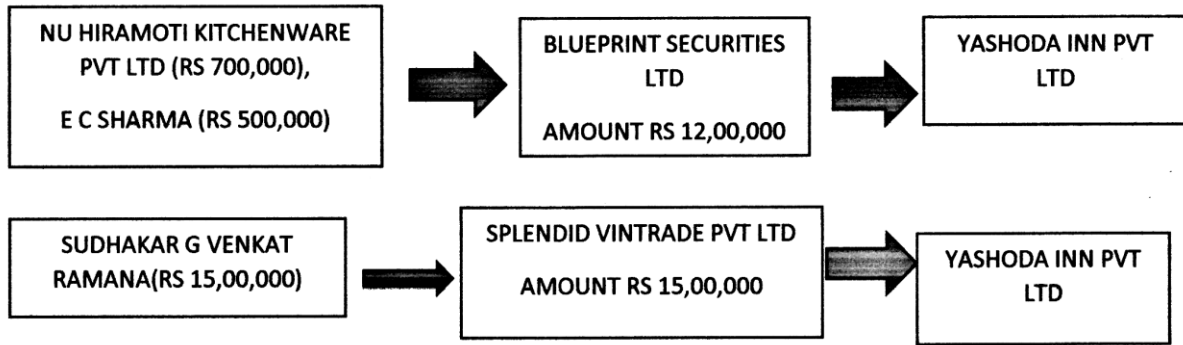 NU HIRAMOTI KITCHENWARE
PVT LTD (RS 700,000),
E C SHARMA (RS 500,000)
BLUEPRINT SECURITIES
LTD
AMOUNT RS 12,00,000
YASHODA INN PVT
LTD
SUDHAKAR G VENKAT
RAMANA(RS 15,00,000)
SPLENDID VINTRADE PVT LTD
AMOUNT RS 15,00,000
YASHODA INN PVT
LTD